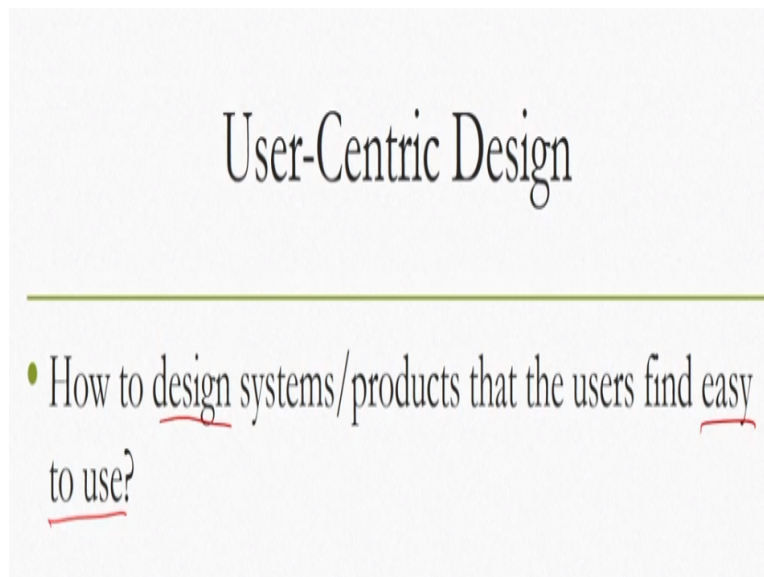 User-Centric Design
• How to design systems/products that the users find easy
to use?